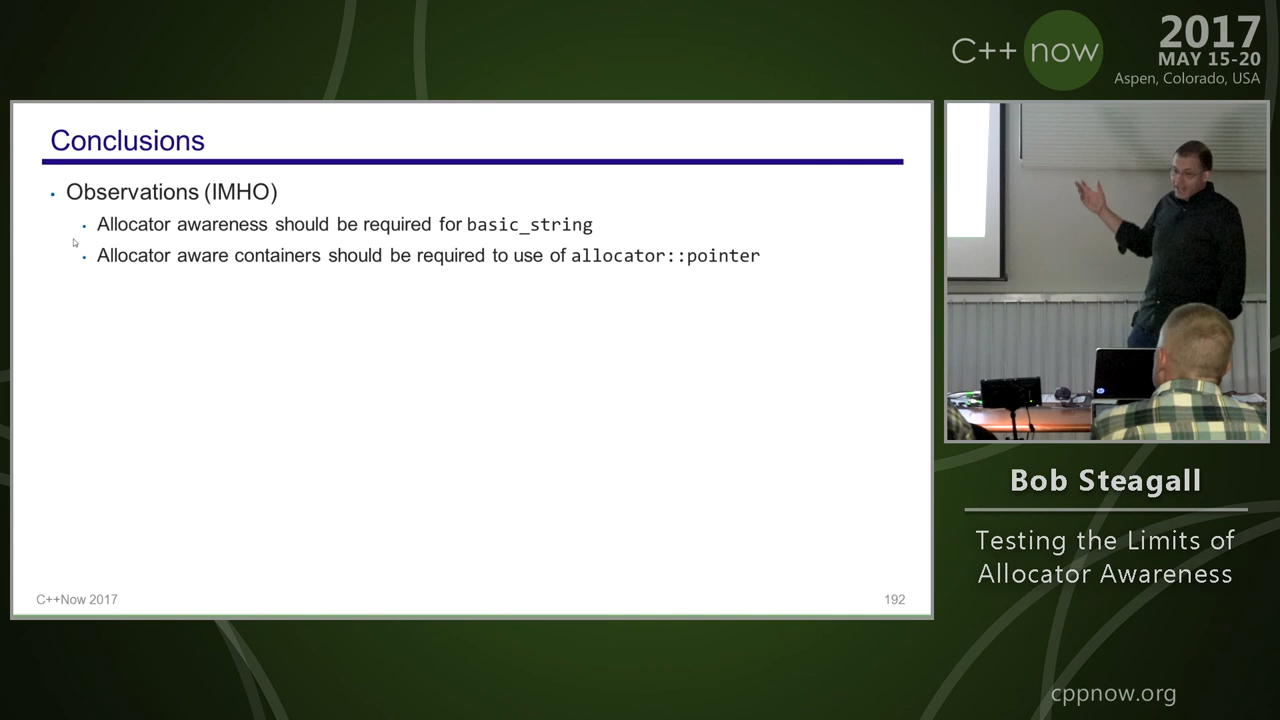 C++ now
2017
MAY 15-20
Aspen, Colorado, USA
Conclusions
• Observations (IMHO)
• Allocator awareness should be required for basic_string
• Allocator aware containers should be required to use of allocator::pointer
C++Now 2017
192
Bob Steagall
Testing the Limits of
Allocator Awareness
cppnow.org